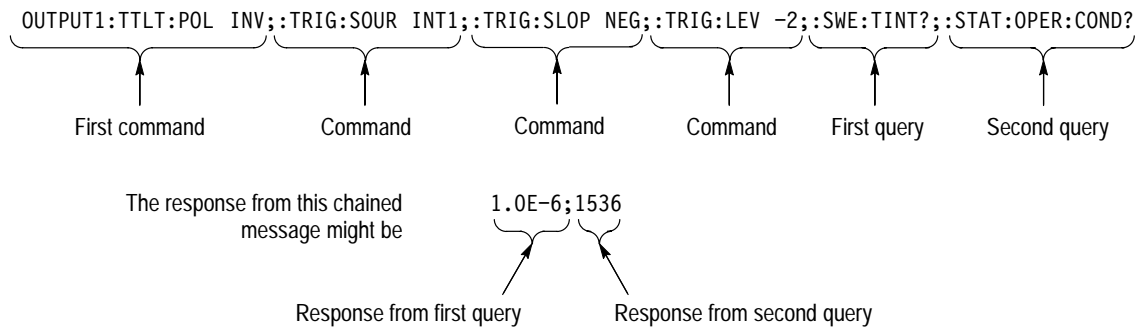 OUTPUT1:TTLT:POL INV;:TRIG:SOUR INT1;:TRIG:SLOP NEG;:TRIG:LEV -2;:SWE:TINT?;:STAT:OPER:COND?
First command Command Command Command First query Second query
The response from this chained 1.0E-6;1536
message might be
Response from first query Response from second query